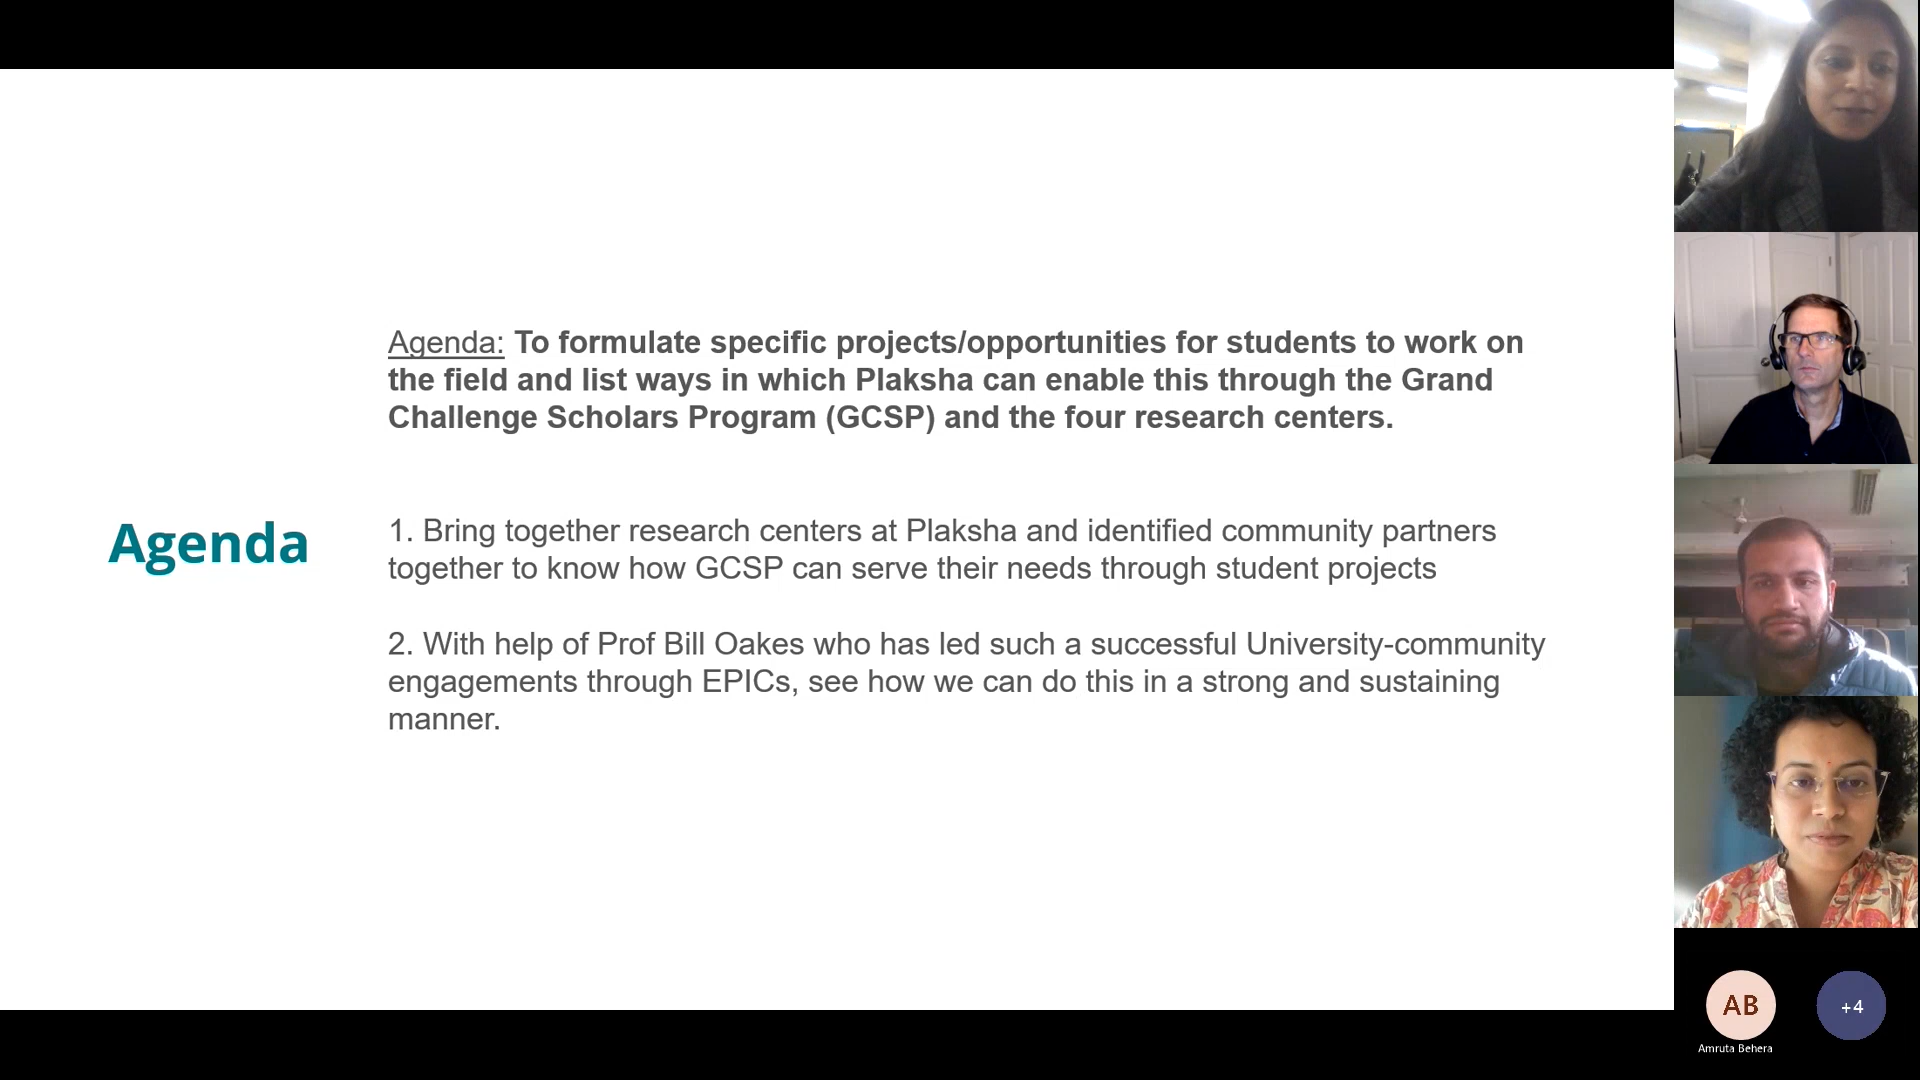 Agenda: To formulate specific projects/opportunities for students to work on
the field and list ways in which Plaksha can enable this through the Grand
Challenge Scholars Program (GCSP) and the four research centers.
Agenda
1. Bring together research centers at Plaksha and identified community partners
together to know how GCSP can serve their needs through student projects
2. With help of Prof Bill Oakes who has led such a successful University-community
engagements through EPICs, see how we can do this in a strong and sustaining
manner.
AB
+4
Amruta Behera